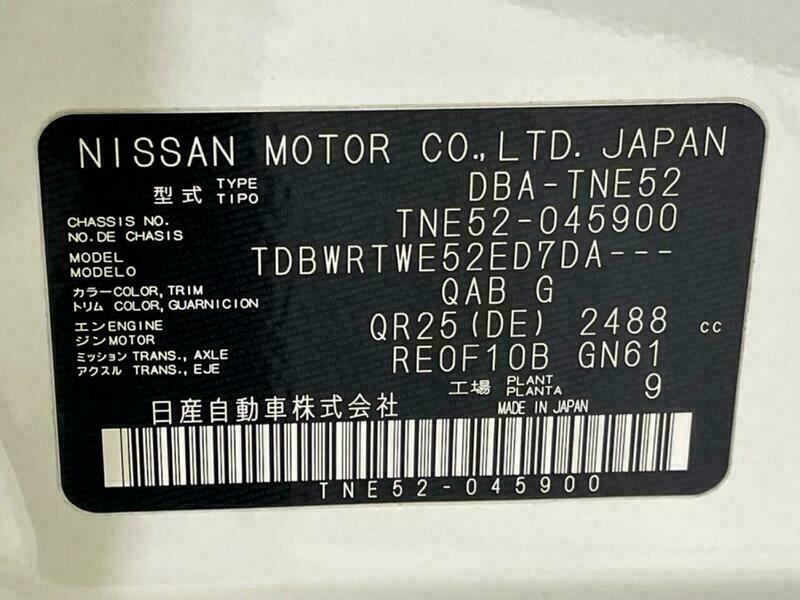 NISSAN MOTOR CO.,LTD. JAPAN
型式 TYPE TIPO DBA-TNE52
CHASSIS NO. NO.DE CHASIS TNE52-045900
MODEL MODELO TDBWRTWE52ED7DA---
カラー COLOR, TRIM トリム COLOR, GUARNICION QAB G
エンジン ENGINE MOTOR QR25(DE) 2488 cc
ミッション TRANS., AXLE アクスル TRANS., EJE RE0F10B GN61
工場 PLANT PLANTA 9
日産自動車株式会社 MADE IN JAPAN
TNE52-045900